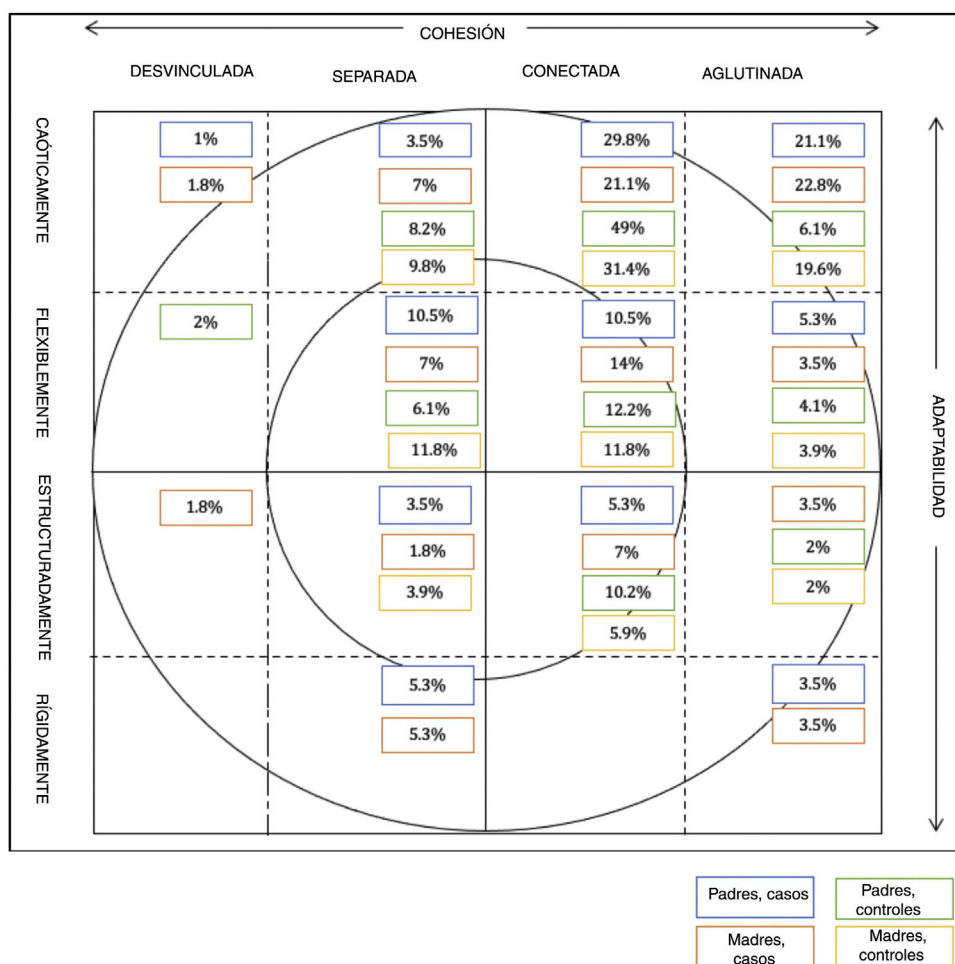 COHESIÓN
DESVINCULADA SEPARADA CONECTADA AGLUTINADA
CAÓTICAMENTE
1% 3.5% 29.8% 21.1%
1.8% 7% 21.1% 22.8%
8.2% 49% 6.1%
9.8% 31.4% 19.6%
FLEXIBLEMENTE
2% 10.5% 10.5% 5.3%
7% 14% 3.5%
6.1% 12.2% 4.1%
11.8% 11.8% 3.9%
ADAPTABILIDAD
ESTRUCTURADAMENTE
1.8% 3.5% 5.3% 3.5%
1.8% 7% 2%
3.9% 10.2% 2%
5.9%
RÍGIDAMENTE
5.3% 3.5%
5.3% 3.5%
Padres, casos
Padres,
controles
Madres,
casos
Madres,
controles